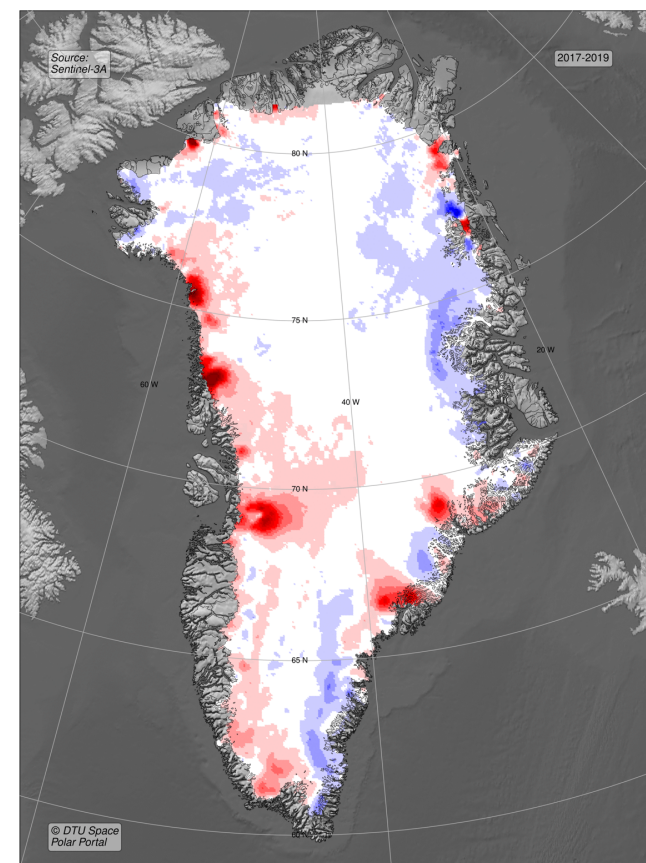 Source:
Sentinel-3A
2017-2019
80 N
75 N
20 W
60 W
40 W
70 N
65 N
© DTU Space
Polar Portal